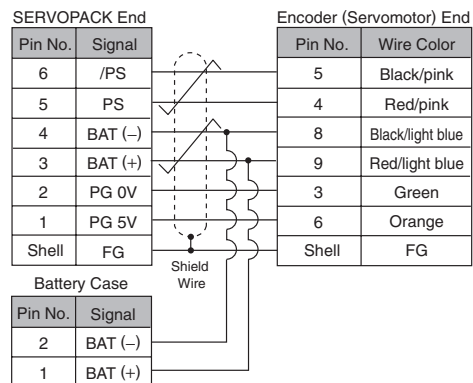 SERVOPACK End Encoder (Servomotor) End
Pin No. Signal Pin No. Wire Color
6 /PS 5 Black/pink
5 PS 4 Red/pink
4 BAT (−) 8 Black/light blue
3 BAT (+) 9 Red/light blue
2 PG 0V 3 Green
1 PG 5V 6 Orange
Shell FG Shell FG
Shield
Wire
Battery Case
Pin No. Signal
2 BAT (−)
1 BAT (+)